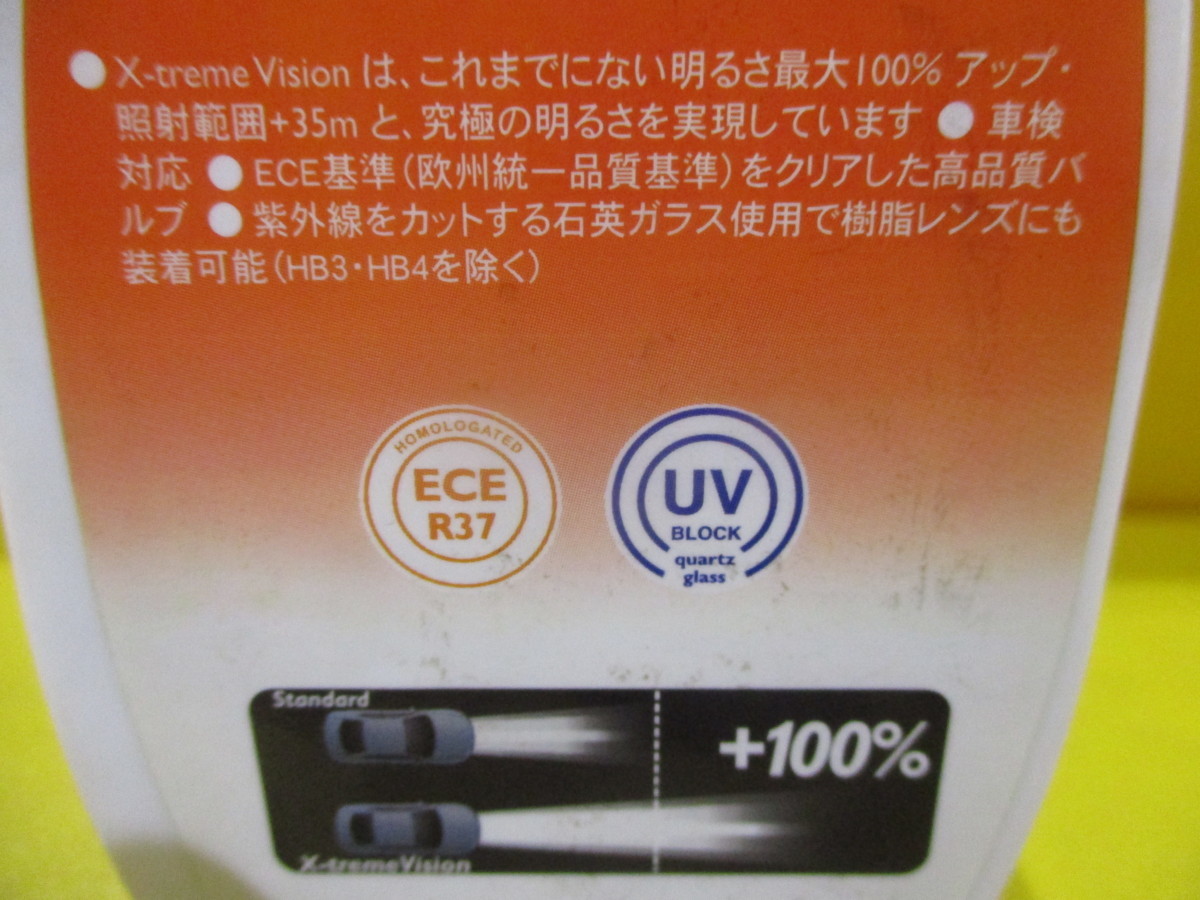 ● X-treme Vision は、これまでにない明るさ最大100% アップ・
照射範囲+35m と、究極の明るさを実現しています ● 車検
対応 ● ECE基準（欧州統一品質基準）をクリアした高品質バ
ルブ ● 紫外線をカットする石英ガラス使用で樹脂レンズにも
装着可能（HB3・HB4を除く）
HOMOLOGATED
ECE
R37
UV
BLOCK
quartz
glass
Standard
+100%
X-tremeVision